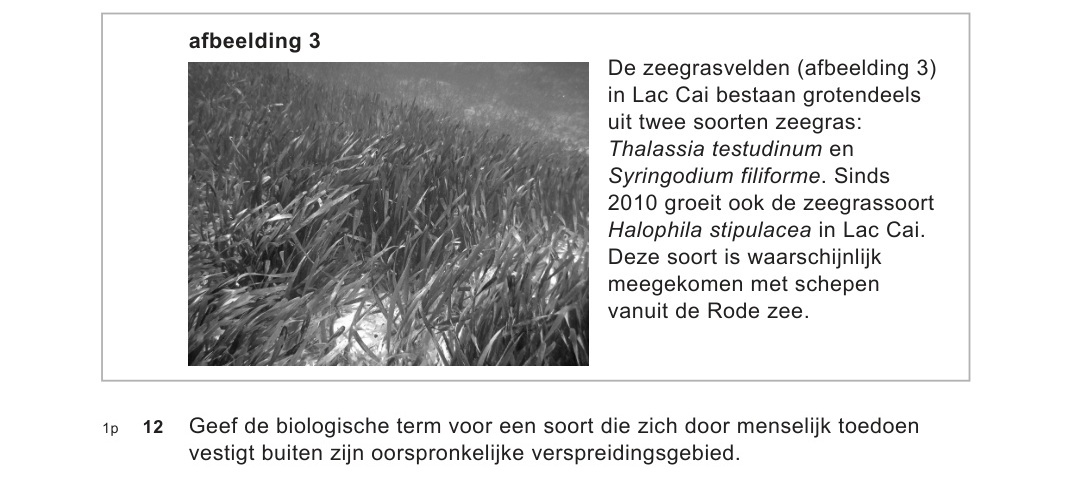 afbeelding 3
De zeegrasvelden (afbeelding 3)
in Lac Cai bestaan grotendeels
uit twee soorten zeegras:
Thalassia testudinum en
Syringodium filiforme. Sinds
2010 groeit ook de zeegrassoort
Halophila stipulacea in Lac Cai.
Deze soort is waarschijnlijk
meegekomen met schepen
vanuit de Rode zee.
1p 12 Geef de biologische term voor een soort die zich door menselijk toedoen
vestigt buiten zijn oorspronkelijke verspreidingsgebied.